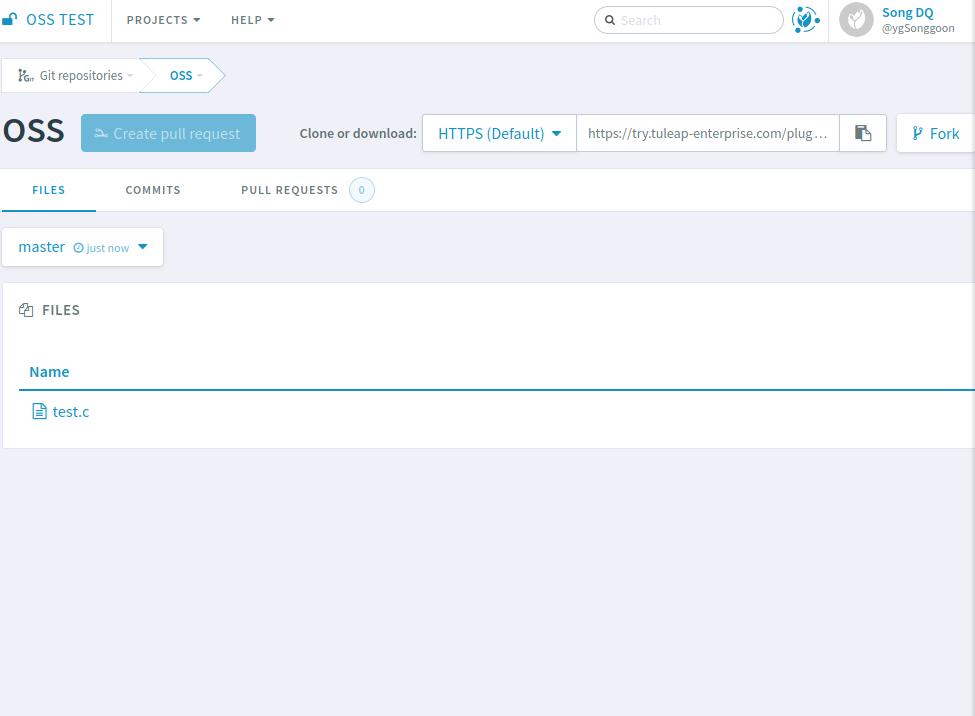 OSS TEST PROJECTS HELP Search Song DQ
@ygSonggoon
GIT Git repositories OSS
OSS Create pull request Clone or download: HTTPS (Default) https://try.tuleap-enterprise.com/plug... Fork
FILES COMMITS PULL REQUESTS 0
master just now
FILES
Name
test.c